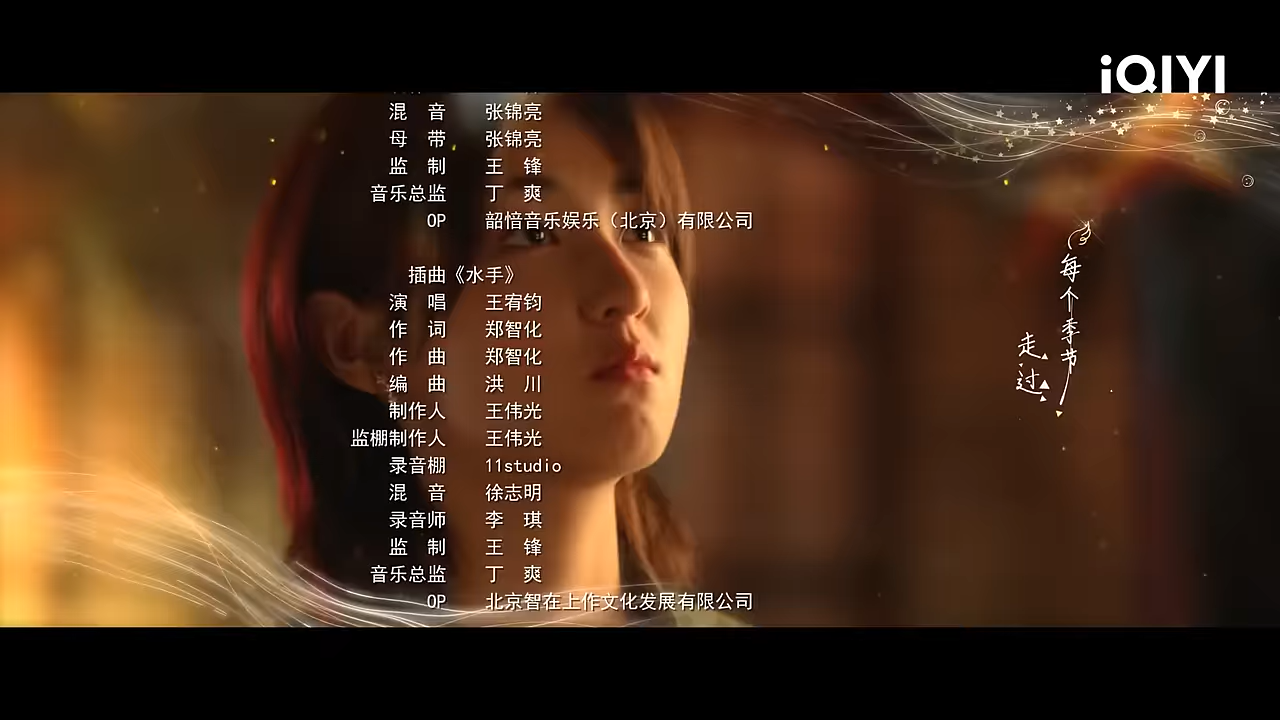 iQIYI
混 音 张锦亮
母 带 张锦亮
监 制 王 锋
音乐总监 丁 爽
OP 韶愔音乐娱乐（北京）有限公司
插曲《水手》
演 唱 王宥钧
作 词 郑智化
作 曲 郑智化
编 曲 洪 川
制作人 王伟光
监棚制作人 王伟光
录音棚 11studio
混 音 徐志明
录音师 李 琪
监 制 王 锋
音乐总监 丁 爽
OP 北京智在上作文化发展有限公司
每个季节
走过